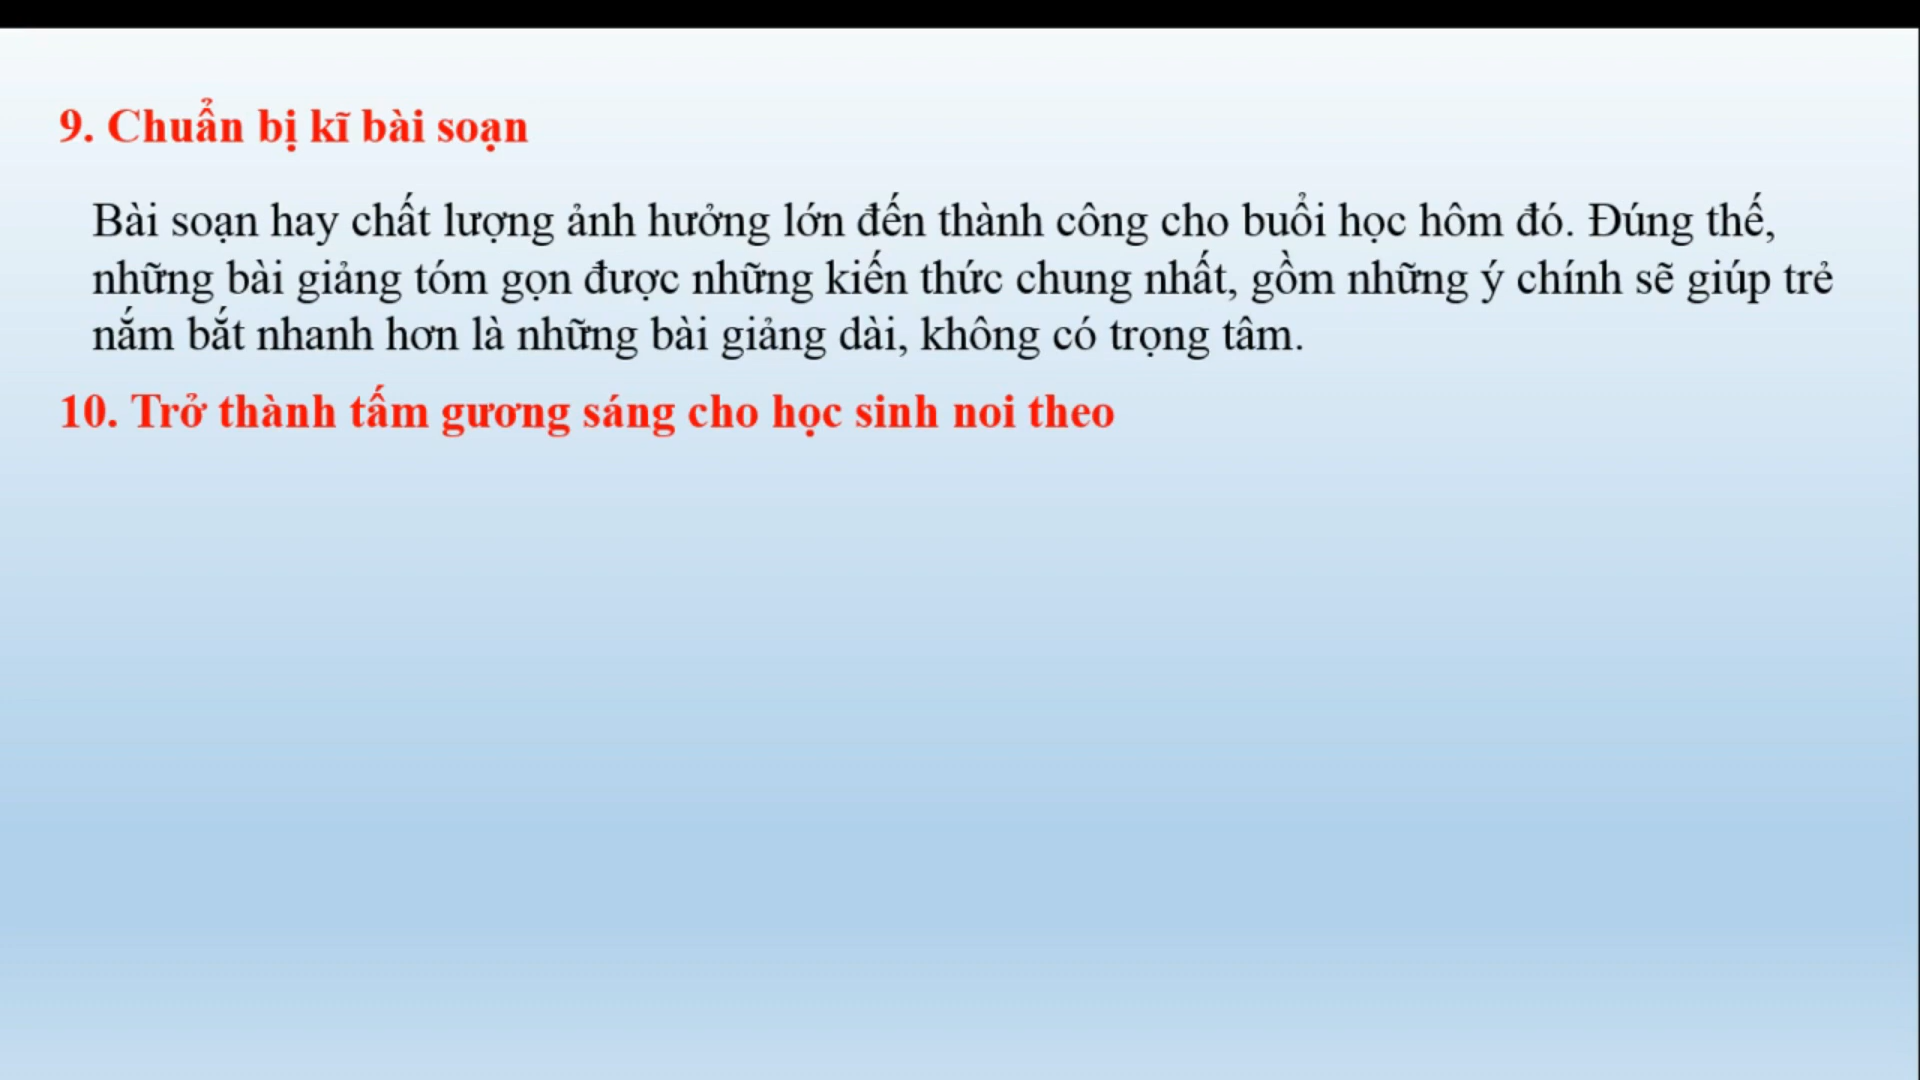 9. Chuẩn bị kĩ bài soạn
Bài soạn hay chất lượng ảnh hưởng lớn đến thành công cho buổi học hôm đó. Đúng thế,
những bài giảng tóm gọn được những kiến thức chung nhất, gồm những ý chính sẽ giúp trẻ
nắm bắt nhanh hơn là những bài giảng dài, không có trọng tâm.
10. Trở thành tấm gương sáng cho học sinh noi theo